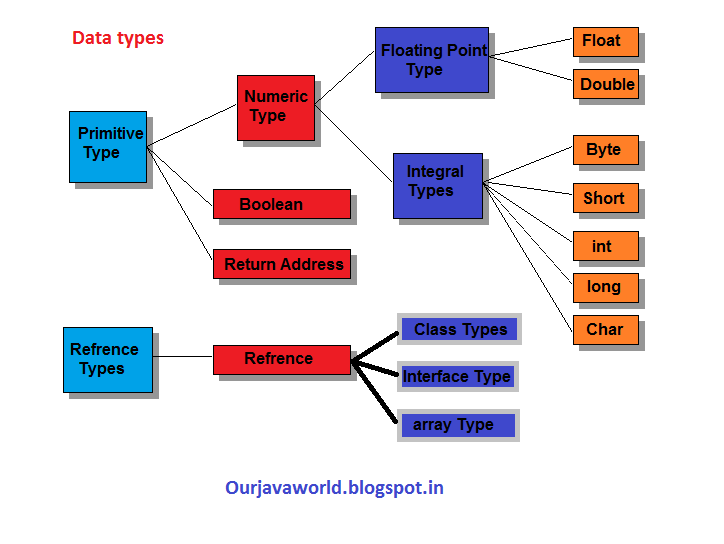 Data types
Primitive
Type
Numeric
Type
Boolean
Return Address
Floating Point
Type
Integral
Types
Float
Double
Byte
Short
int
long
Char
Refrence
Types
Refrence
Class Types
Interface Type
array Type
Ourjavaworld.blogspot.in